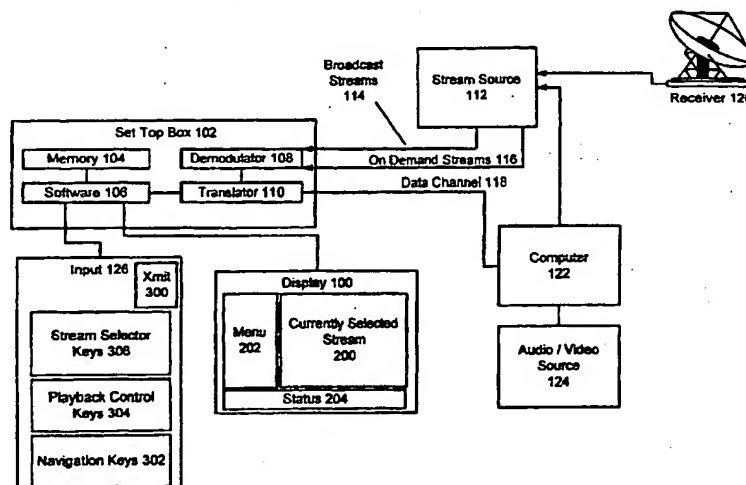 Broadcast
Streams
114
Stream Source
112
Receiver 120
Set Top Box 102
Memory 104
Demodulator 108
On Demand Streams 116
Software 106
Translator 110
Data Channel 118
Input 126
Xmit
300
Stream Selector
Keys 306
Playback Control
Keys 304
Navigation Keys 302
Display 100
Menu
202
Currently Selected
Stream
200
Status 204
Computer
122
Audio / Video
Source
124